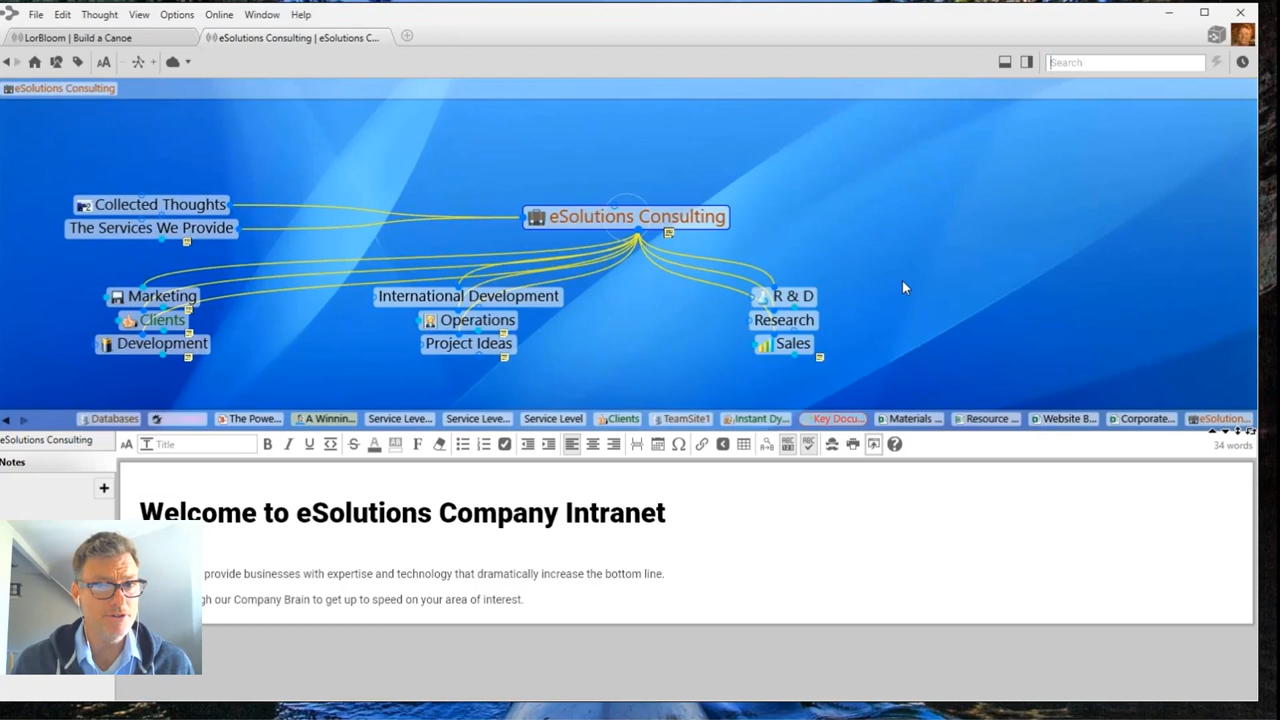 File Edit Thought View Options Online Window Help
LorBloom | Build a Canoe
eSolutions Consulting | eSolutions C...
Search
eSolutions Consulting
Collected Thoughts
The Services We Provide
eSolutions Consulting
Marketing
Clients
Development
International Development
Operations
Project Ideas
R & D
Research
Sales
Databases The Powe... A Winnin... Service Leve... Service Leve... Service Level Clients TeamSite1 Instant Dy... Key Docu... Materials ... Resource ... Website B... Corporate... eSolution...
eSolutions Consulting
Title
34 words
Notes
Welcome to eSolutions Company Intranet
provide businesses with expertise and technology that dramatically increase the bottom line.
our Company Brain to get up to speed on your area of interest.